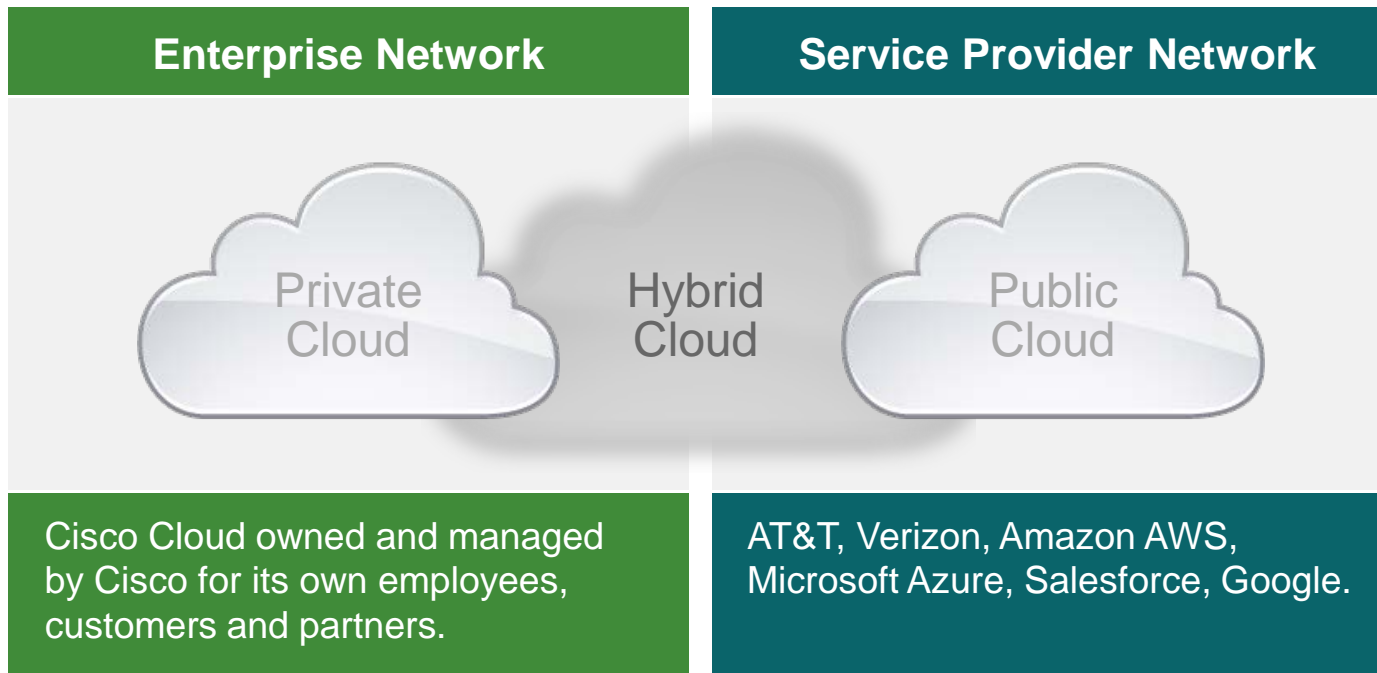 Enterprise Network
Service Provider Network
Private
Cloud
Hybrid
Cloud
Public
Cloud
Cisco Cloud owned and managed
by Cisco for its own employees,
customers and partners.
AT&T, Verizon, Amazon AWS,
Microsoft Azure, Salesforce, Google.